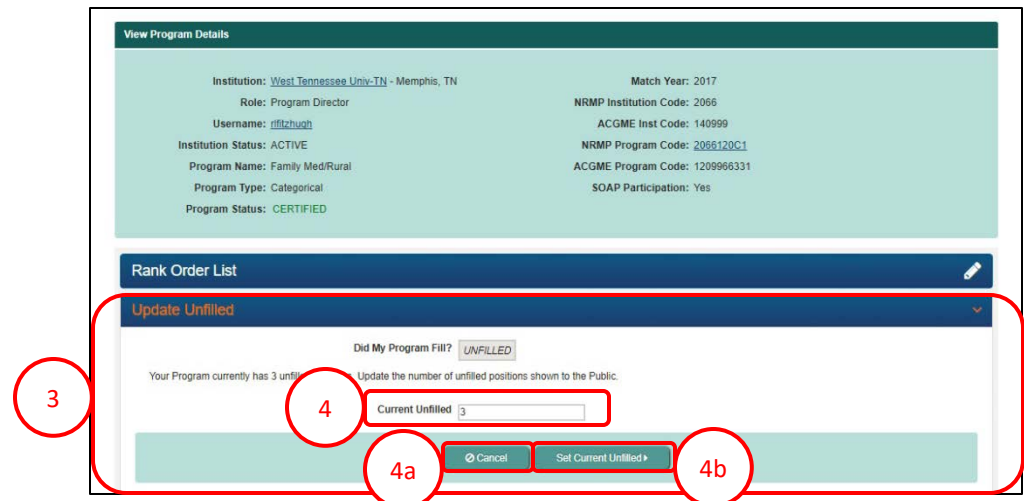 View Program Details
Institution: West Tennessee Univ-TN - Memphis, TN
Role: Program Director
Username: rlfitzhugh
Institution Status: ACTIVE
Program Name: Family Med/Rural
Program Type: Categorical
Program Status: CERTIFIED
Match Year: 2017
NRMP Institution Code: 2066
ACGME Inst Code: 140999
NRMP Program Code: 2066120C1
ACGME Program Code: 1209966331
SOAP Participation: Yes
Rank Order List
Update Unfilled
Did My Program Fill? UNFILLED
Your Program currently has 3 unfilled . Update the number of unfilled positions shown to the Public.
3
4
Current Unfilled 3
4a
Cancel
Set Current Unfilled
4b